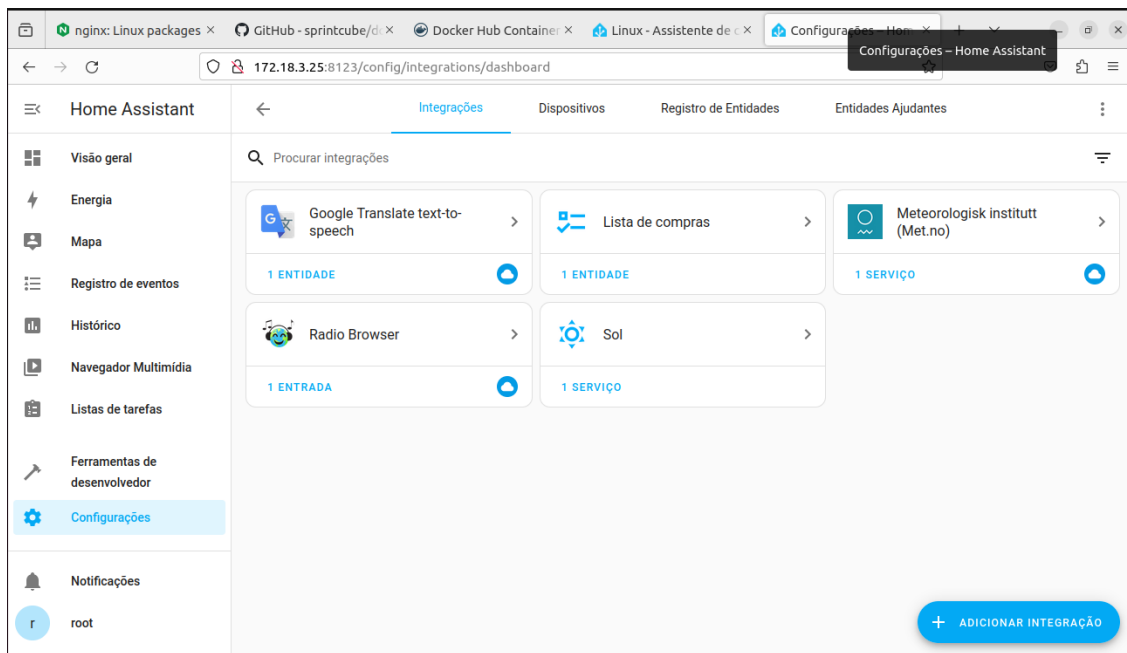 nginx: Linux packages
GitHub - sprintcube/do
Docker Hub Container
Linux - Assistente de c
Configurações – Hom
Configurações – Home Assistant
172.18.3.25:8123/config/integrations/dashboard
Home Assistant
Integrações
Dispositivos
Registro de Entidades
Entidades Ajudantes
Visão geral
Energia
Mapa
Registro de eventos
Histórico
Navegador Multimídia
Listas de tarefas
Ferramentas de
desenvolvedor
Configurações
Notificações
r
root
Procurar integrações
G
Google Translate text-to-
speech
1 ENTIDADE
Lista de compras
1 ENTIDADE
Meteorologisk institutt
(Met.no)
1 SERVIÇO
Radio Browser
1 ENTRADA
Sol
1 SERVIÇO
ADICIONAR INTEGRAÇÃO